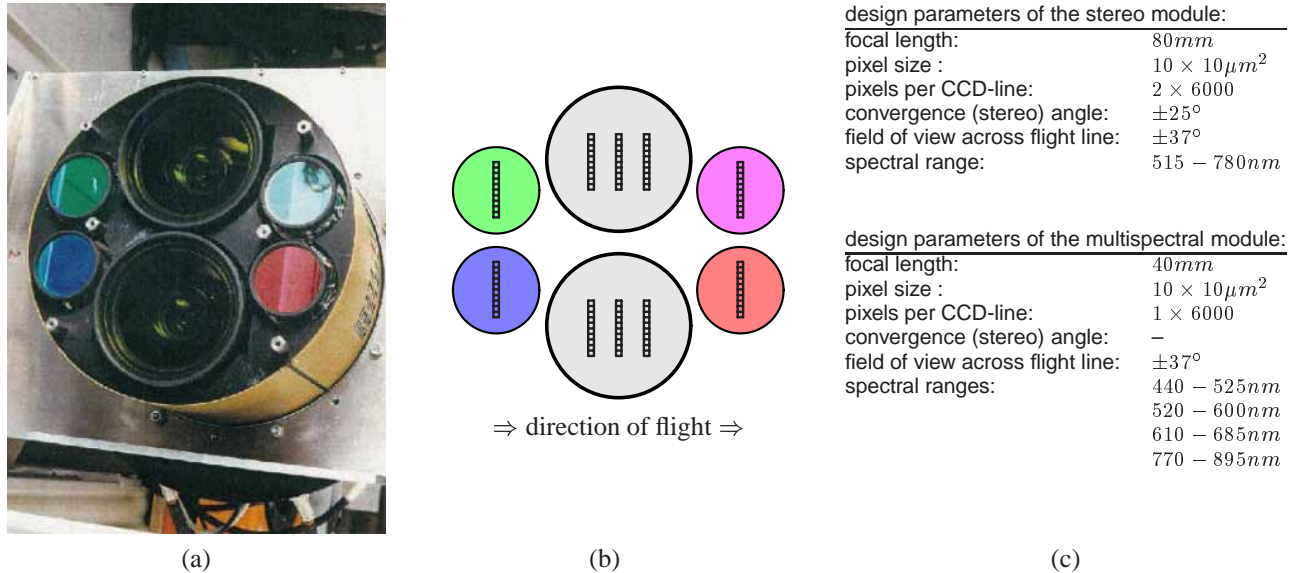 design parameters of the stereo module:
focal length: 80mm
pixel size : 10 × 10μm²
pixels per CCD-line: 2 × 6000
convergence (stereo) angle: ±25°
field of view across flight line: ±37°
spectral range: 515 − 780nm
design parameters of the multispectral module:
focal length: 40mm
pixel size : 10 × 10μm²
pixels per CCD-line: 1 × 6000
convergence (stereo) angle: –
field of view across flight line: ±37°
spectral ranges: 440 − 525nm
520 − 600nm
610 − 685nm
770 − 895nm
⇒ direction of flight ⇒
(a) (b) (c)